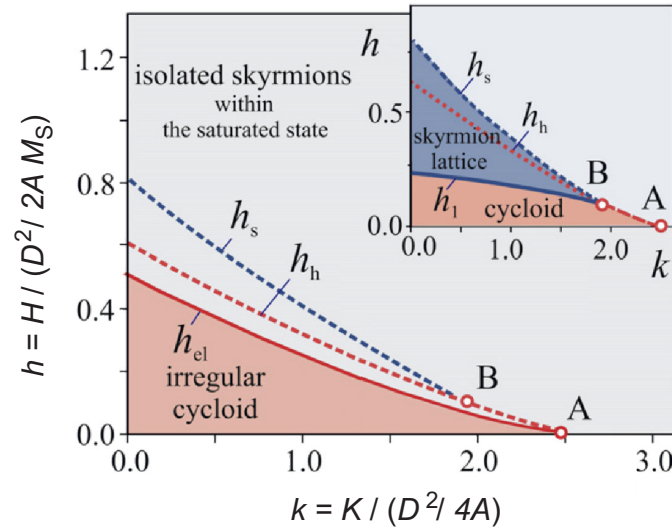 1.2
0.8
0.4
0.0
h = H / (D²/ 2A M_S)
isolated skyrmions
within
the saturated state
h_s
h_h
h_el
irregular
cycloid
B
A
0.0
1.0
2.0
3.0
k = K / (D²/ 4A)
h
0.5
0.0
h_s
h_h
skyrmion
lattice
h_1
cycloid
B
A
0.0
1.0
2.0
k